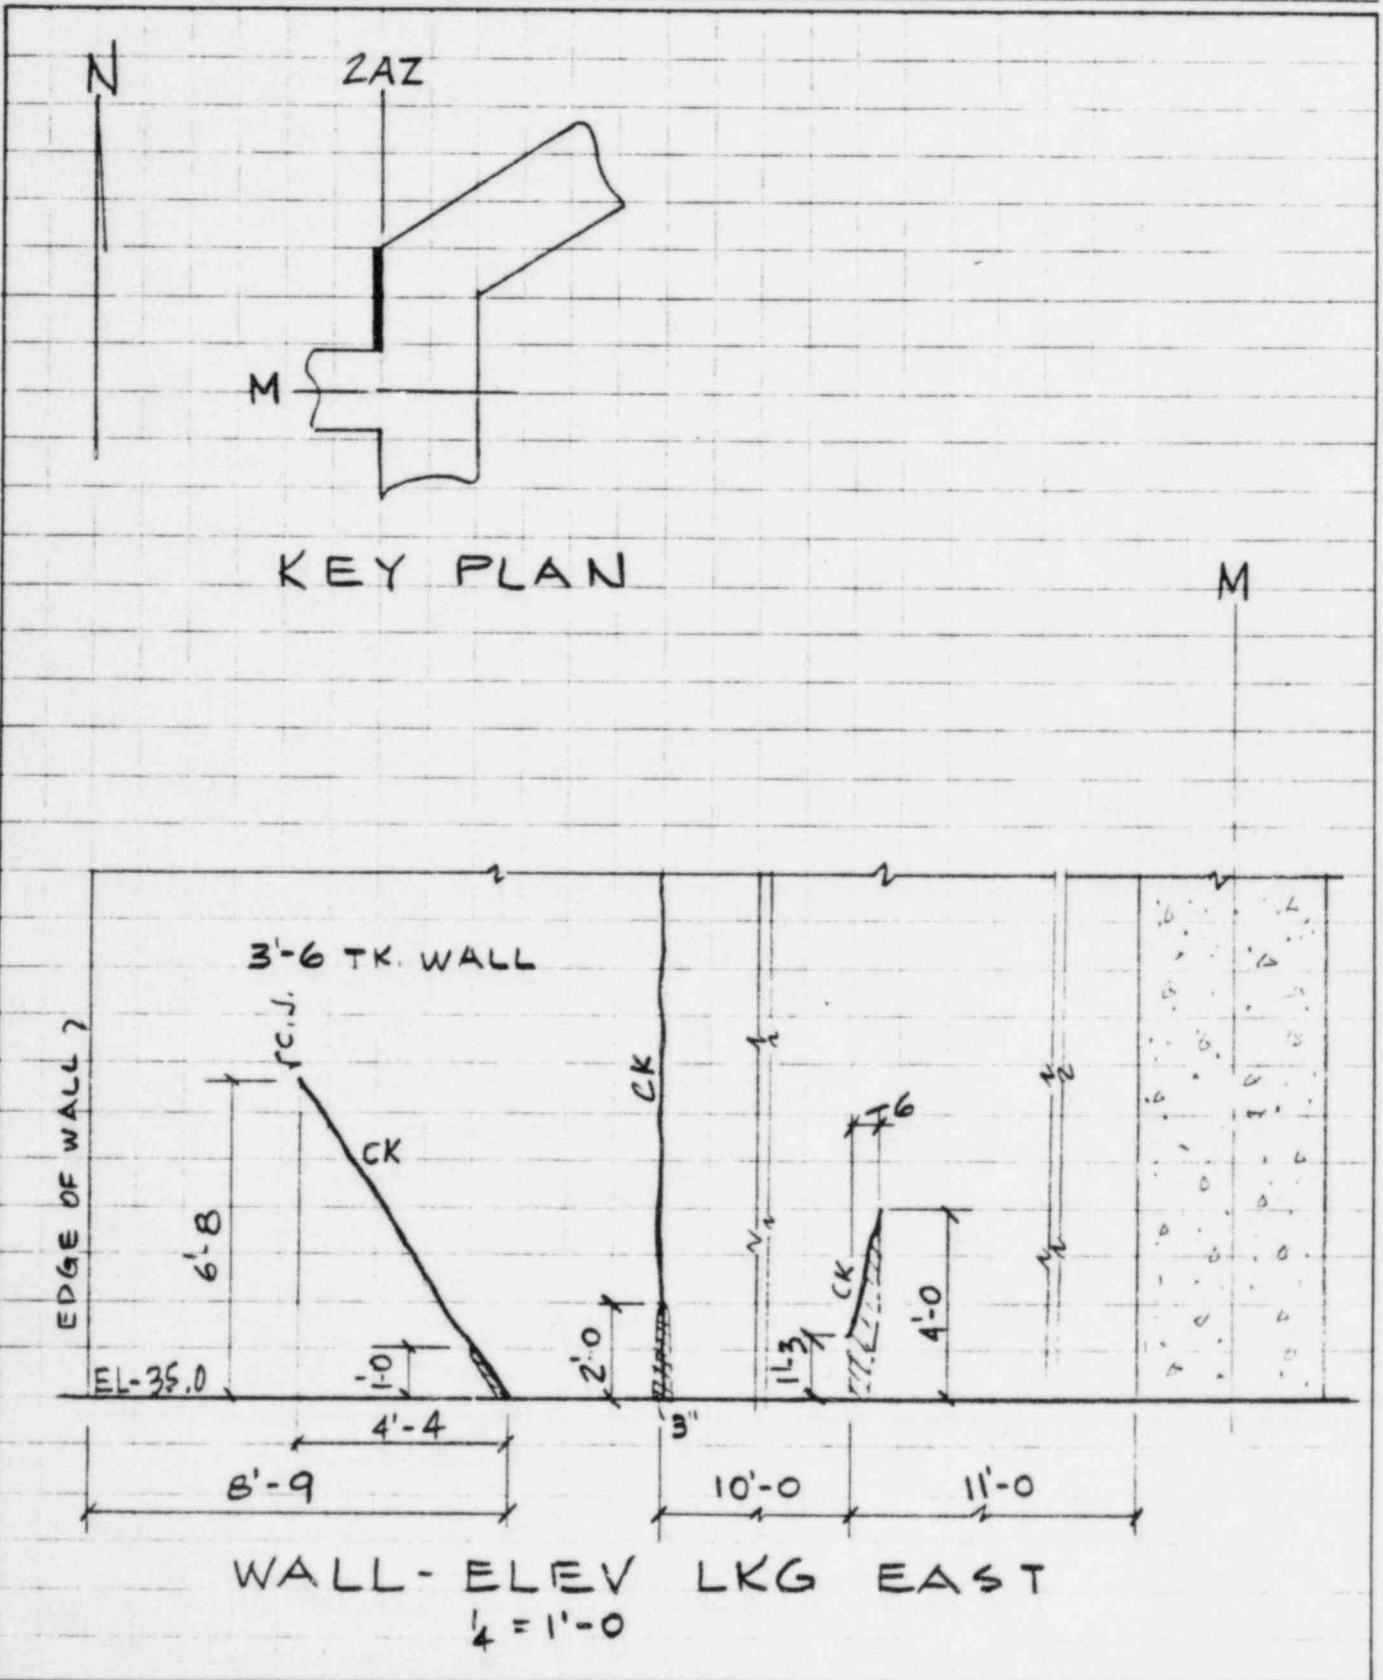 N
2AZ
M
KEY PLAN
M
3'-6 TK. WALL
C.J.
EDGE OF WALL
CK
CK
6
CK
6'-8
1'-0
2'-0
1'-3
4'-0
EL-35.0
4'-4
3"
8'-9
10'-0
11'-0
WALL- ELEV LKG EAST
1/4 = 1'-0